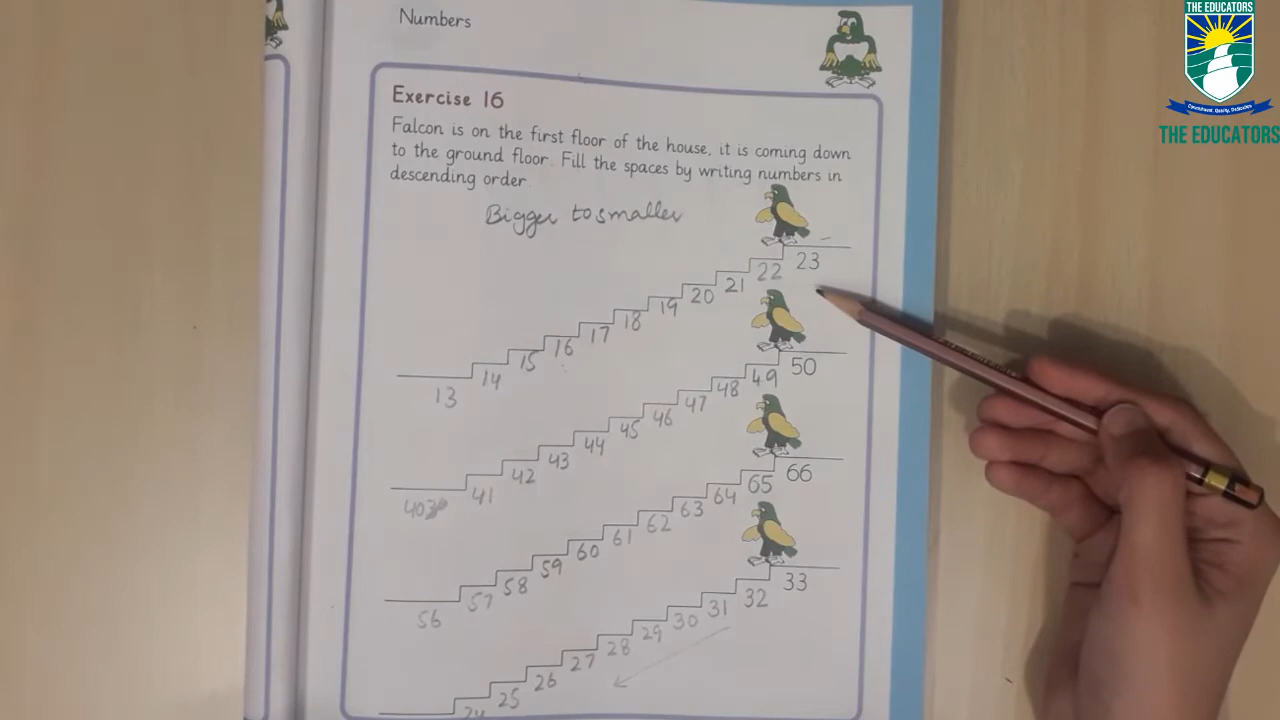 Numbers
THE EDUCATORS
THE EDUCATORS
Exercise 16
Falcon is on the first floor of the house, it is coming down
to the ground floor. Fill the spaces by writing numbers in
descending order
Bigger to smaller
13 14 15 16 17 18 19 20 21 22 23
40 41 42 43 44 45 46 47 48 49 50
56 57 58 59 60 61 62 63 64 65 66
24 25 26 27 28 29 30 31 32 33